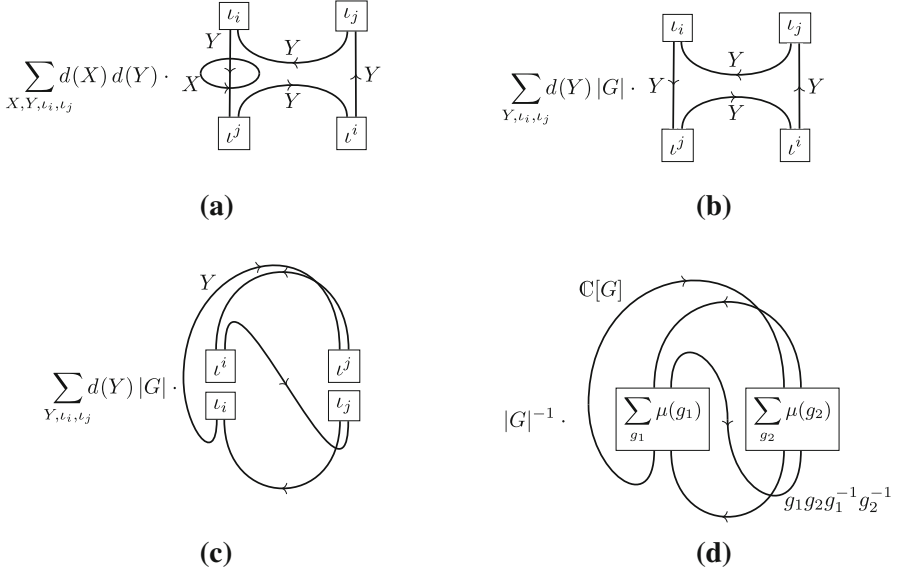 ι_i ι_j
Y Y
∑ d(X) d(Y) · X Y Y
X,Y,ι_i,ι_j
ι^j ι^i
(a)
ι_i ι_j
Y
∑ d(Y) |G| · Y Y Y
Y,ι_i,ι_j
ι^j ι^i
(b)
Y
ι^i ι^j
∑ d(Y) |G| ·
Y,ι_i,ι_j
ι_i ι_j
(c)
ℂ[G]
|G|^{-1} · ∑ μ(g_1) ∑ μ(g_2)
g_1 g_2
g_1g_2g_1^{-1}g_2^{-1}
(d)